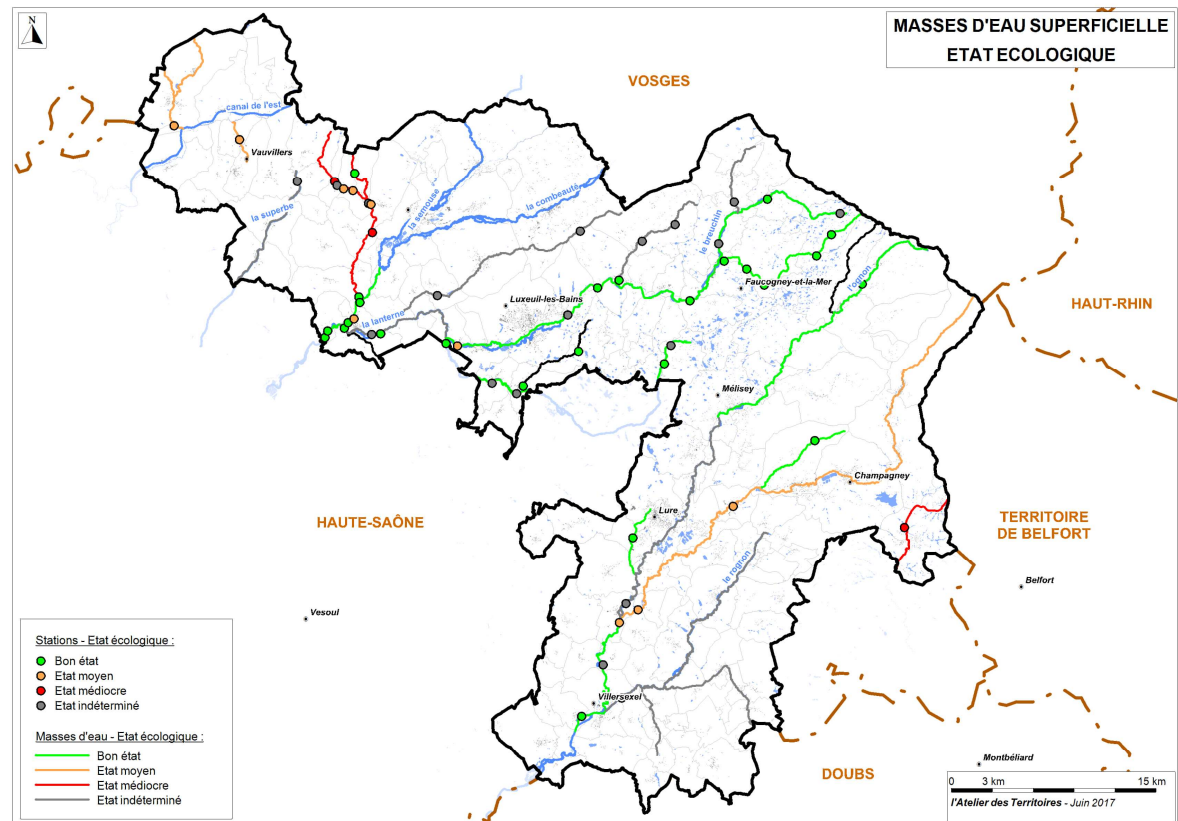 N
MASSES D'EAU SUPERFICIELLE
ETAT ECOLOGIQUE
VOSGES
canal de l'est
Vauvillers
la superbe
la semouse
la combeauté
le breuchin
Faucogney-et-la-Mer
l'ognon
HAUT-RHIN
Luxeuil-les-Bains
la lanterne
Mélisey
Champagney
HAUTE-SAÔNE
Lure
TERRITOIRE
DE BELFORT
le rognon
Belfort
Vesoul
Villersexel
Montbéliard
DOUBS
Stations - Etat écologique :
Bon état
Etat moyen
Etat médiocre
Etat indéterminé
Masses d'eau - Etat écologique :
Bon état
Etat moyen
Etat médiocre
Etat indéterminé
0 3 km 15 km
l'Atelier des Territoires - Juin 2017